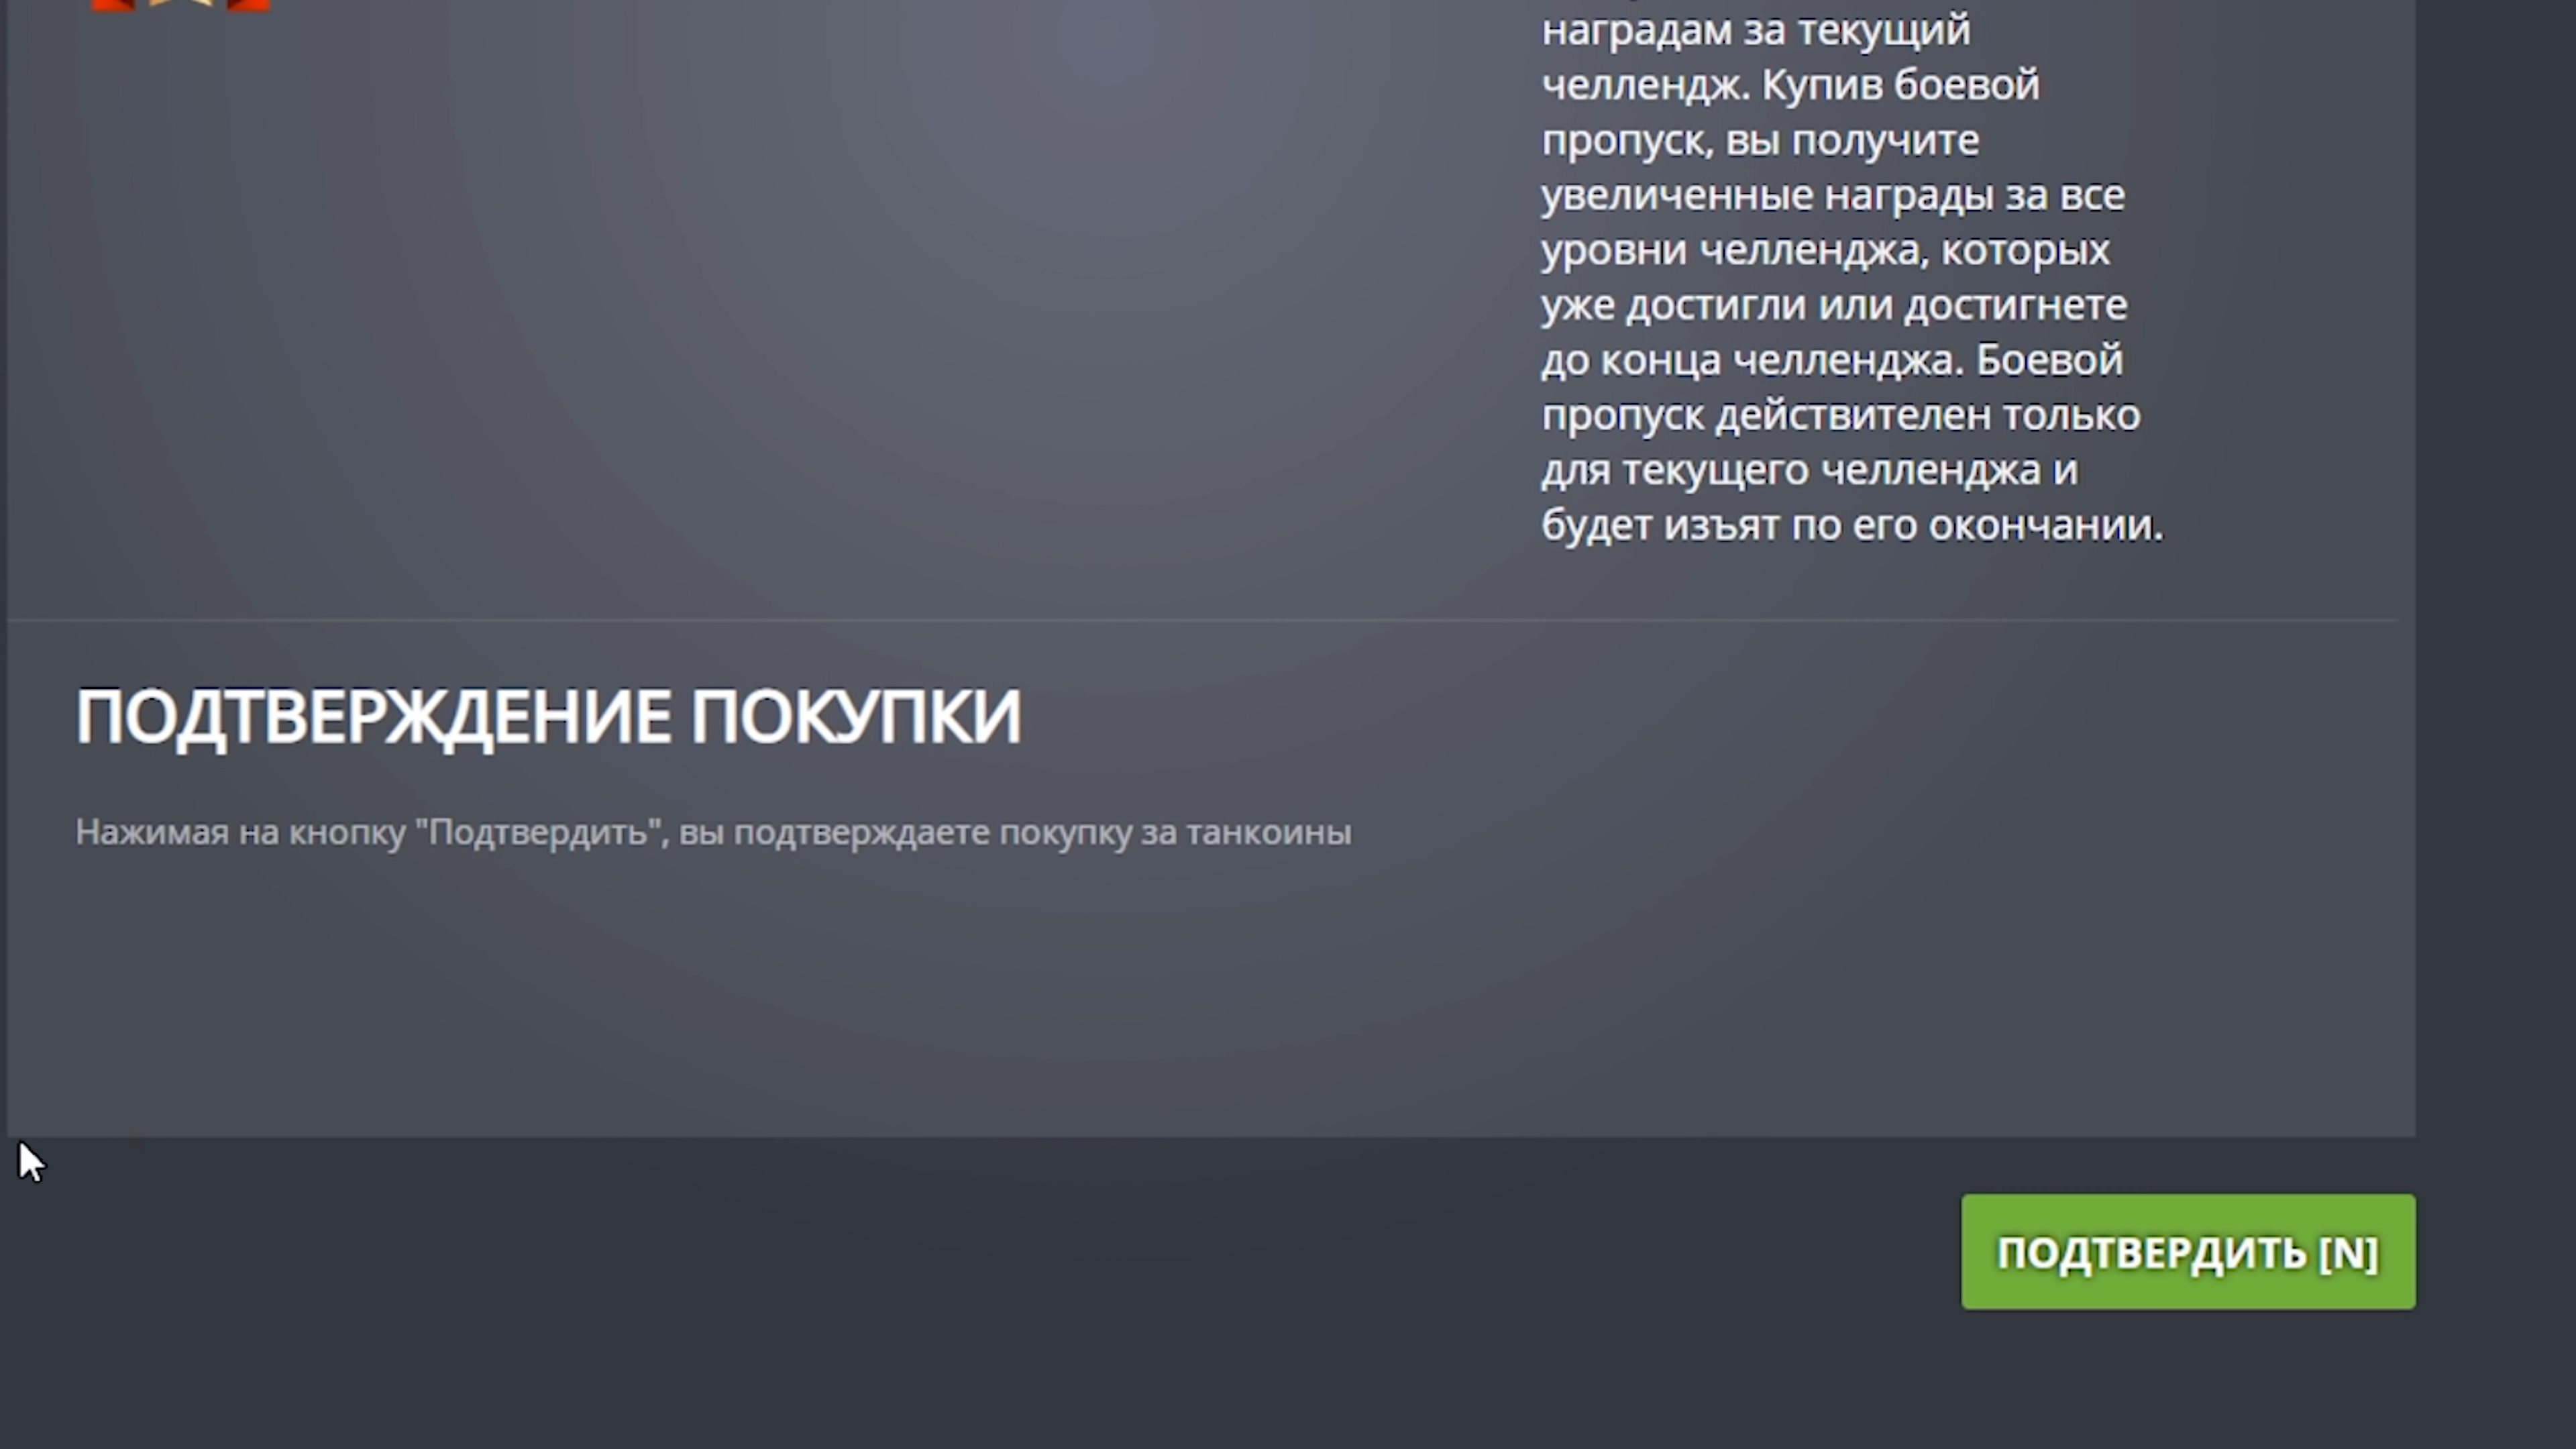 наградам за текущий
челлендж. Купив боевой
пропуск, вы получите
увеличенные награды за все
уровни челленджа, которых
уже достигли или достигнете
до конца челленджа. Боевой
пропуск действителен только
для текущего челленджа и
будет изъят по его окончании.
ПОДТВЕРЖДЕНИЕ ПОКУПКИ
Нажимая на кнопку "Подтвердить", вы подтверждаете покупку за танкоины
ПОДТВЕРДИТЬ [N]